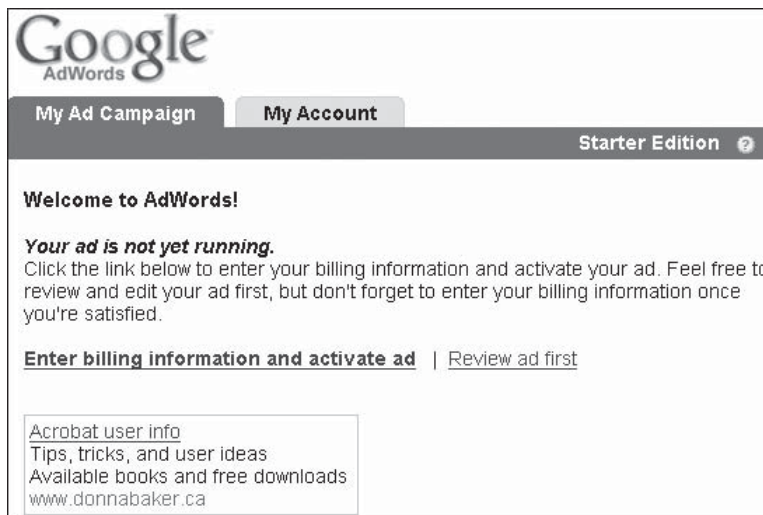 Google
AdWords
My Ad Campaign My Account
Starter Edition ?
Welcome to AdWords!
Your ad is not yet running.
Click the link below to enter your billing information and activate your ad. Feel free to
review and edit your ad first, but don't forget to enter your billing information once
you're satisfied.
Enter billing information and activate ad | Review ad first
Acrobat user info
Tips, tricks, and user ideas
Available books and free downloads
www.donnabaker.ca